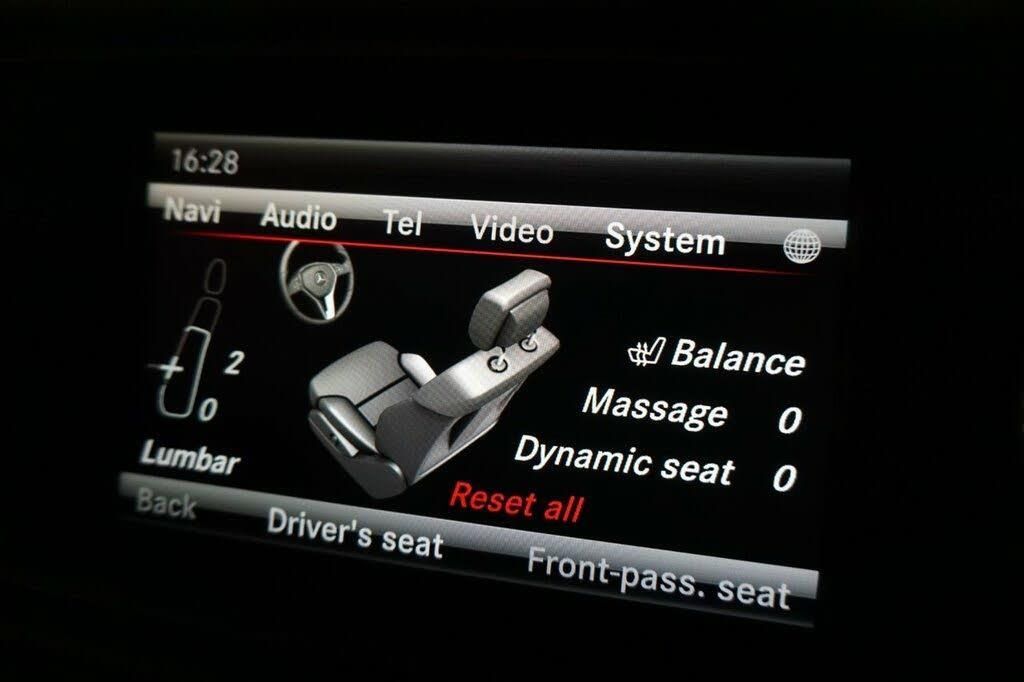 16:28
Navi Audio Tel Video System
Balance
2
Massage 0
0
Dynamic seat 0
Lumbar
Reset all
Back Driver's seat Front-pass. seat